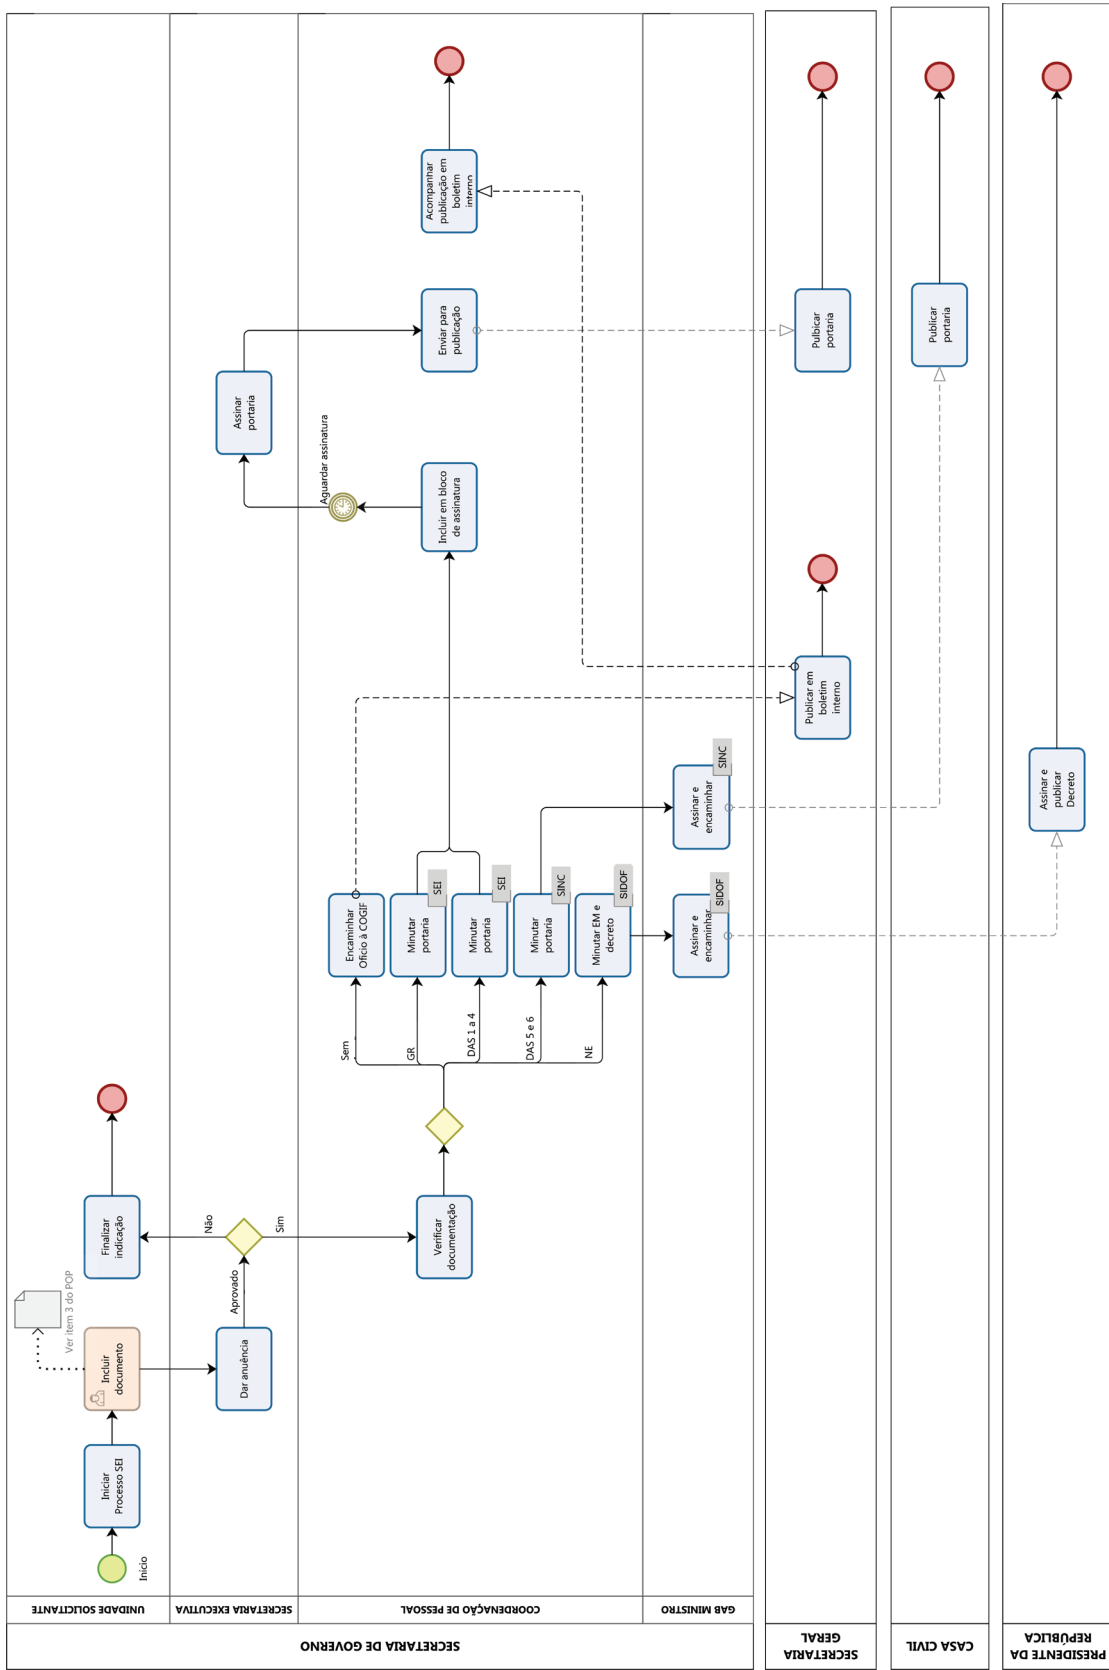 SECRETARIA DE GOVERNO
UNIDADE SOLICITANTE
Início
Iniciar
Processo SEI
Incluir
documento
Ver item 3 do POP
Finalizar
indicação
SECRETARIA EXECUTIVA
Dar anuência
Aprovado
Não
Sim
Aguardar assinatura
Assinar
portaria
COORDENAÇÃO DE PESSOAL
Verificar
documentação
Sem
GR
DAS 1 a 4
DAS 5 e 6
NE
Encaminhar
Ofício à COGIF
Minutar
portaria
SEI
Minutar
portaria
SEI
Minutar
portaria
SINC
Minutar EM e
decreto
SIDOF
Incluir em bloco
de assinatura
Enviar para
publicação
Acompanhar
publicação em
boletim
interno
GAB MINISTRO
Assinar e
encaminhar
SIDOF
Assinar e
encaminhar
SINC
SECRETARIA
GERAL
Publicar em
boletim
interno
Pulbicar
portaria
CASA CIVIL
Publicar
portaria
PRESIDENTE DA
REPÚBLICA
Assinar e
publicar
Decreto